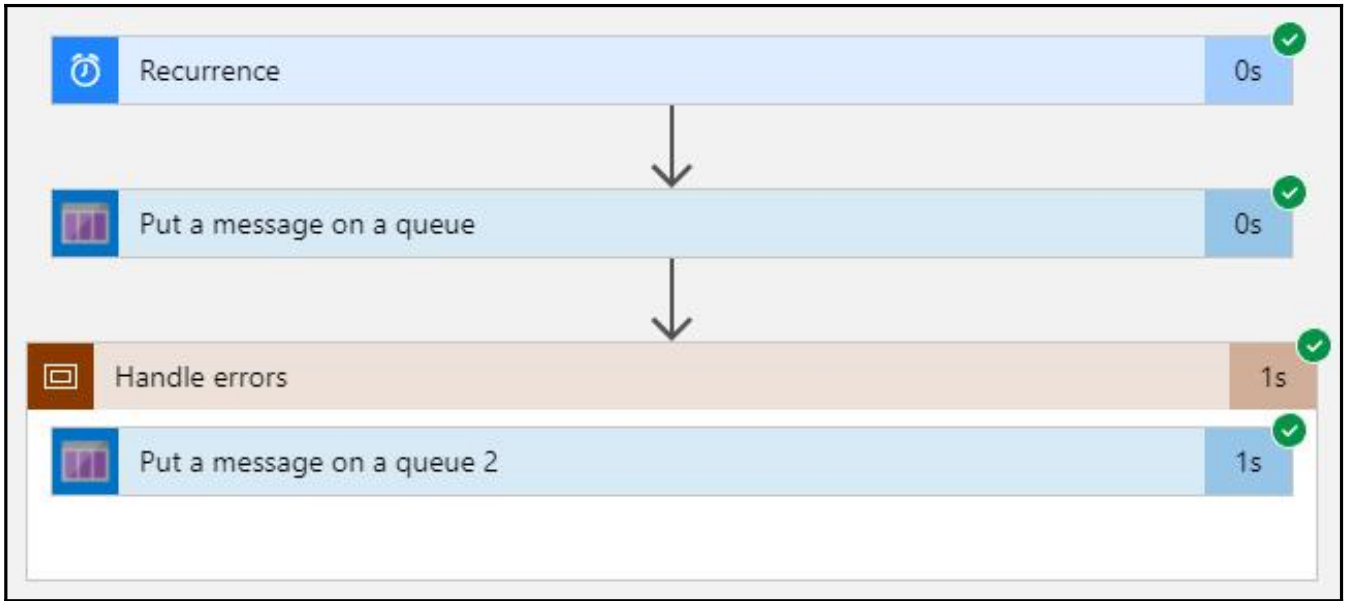 Recurrence
0s
Put a message on a queue
0s
Handle errors
1s
Put a message on a queue 2
1s